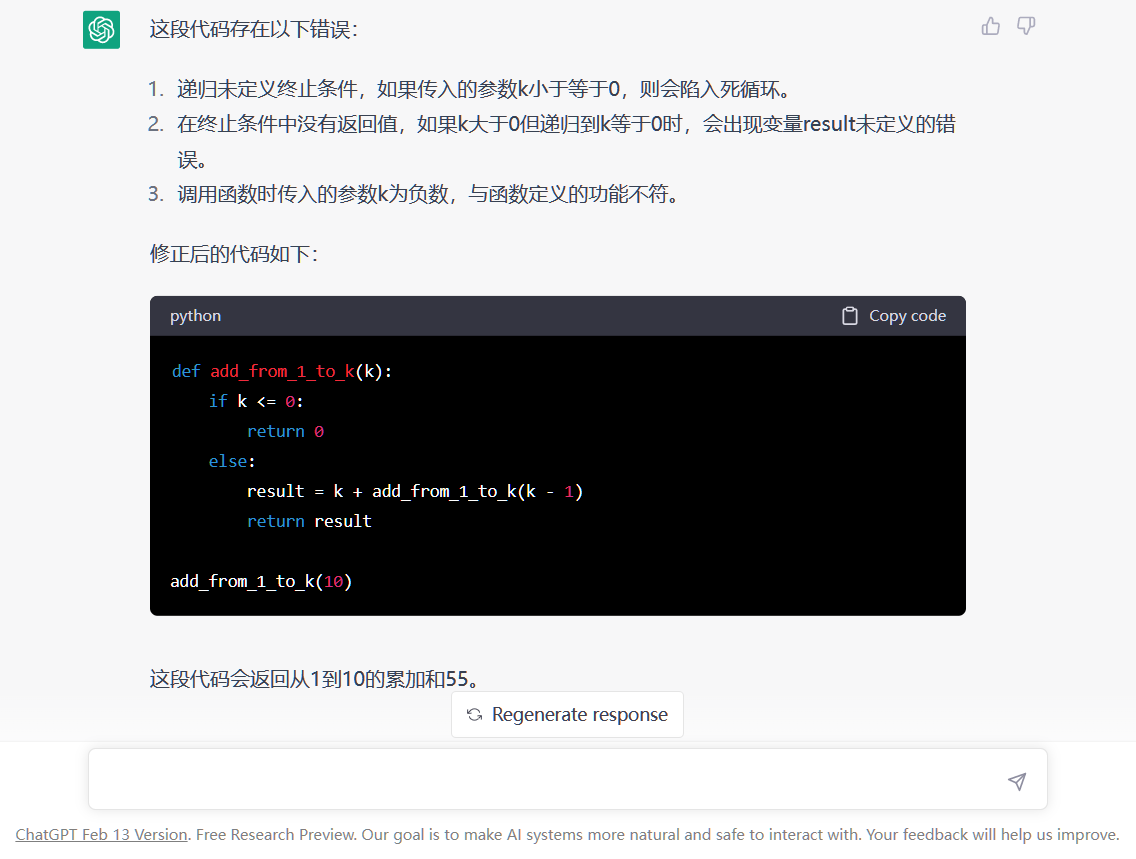 这段代码存在以下错误：
1. 递归未定义终止条件，如果传入的参数k小于等于0，则会陷入死循环。
2. 在终止条件中没有返回值，如果k大于0但递归到k等于0时，会出现变量result未定义的错
误。
3. 调用函数时传入的参数k为负数，与函数定义的功能不符。
修正后的代码如下：
python Copy code
def add_from_1_to_k(k):
    if k <= 0:
        return 0
    else:
        result = k + add_from_1_to_k(k - 1)
        return result
add_from_1_to_k(10)
这段代码会返回从1到10的累加和55。
Regenerate response
ChatGPT Feb 13 Version. Free Research Preview. Our goal is to make AI systems more natural and safe to interact with. Your feedback will help us improve.